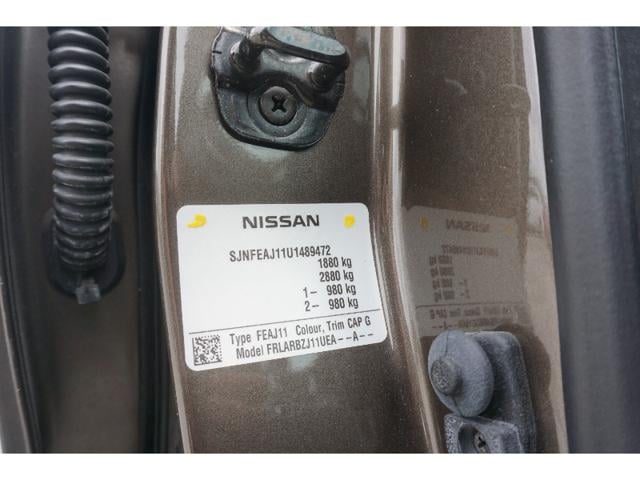 NISSAN
SJNFEAJ11U1489472
1880 kg
2880 kg
1- 980 kg
2- 980 kg
Type FEAJ11 Colour, Trim CAP G
Model FRLARBZJ11UEA--A--